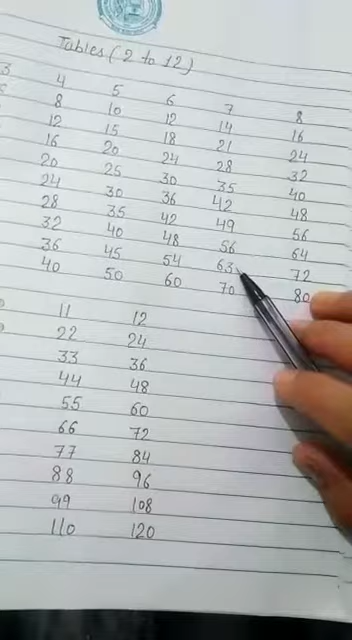 Tables (2 to 12)
3 4 5 6 7 8
8 10 12 14 16
12 15 18 21 24
16 20 24 28 32
20 25 30 35 40
24 30 36 42 48
28 35 42 49 56
32 40 48 56 64
36 45 54 63 72
40 50 60 70 80
11 12
22 24
33 36
44 48
55 60
66 72
77 84
88 96
99 108
110 120